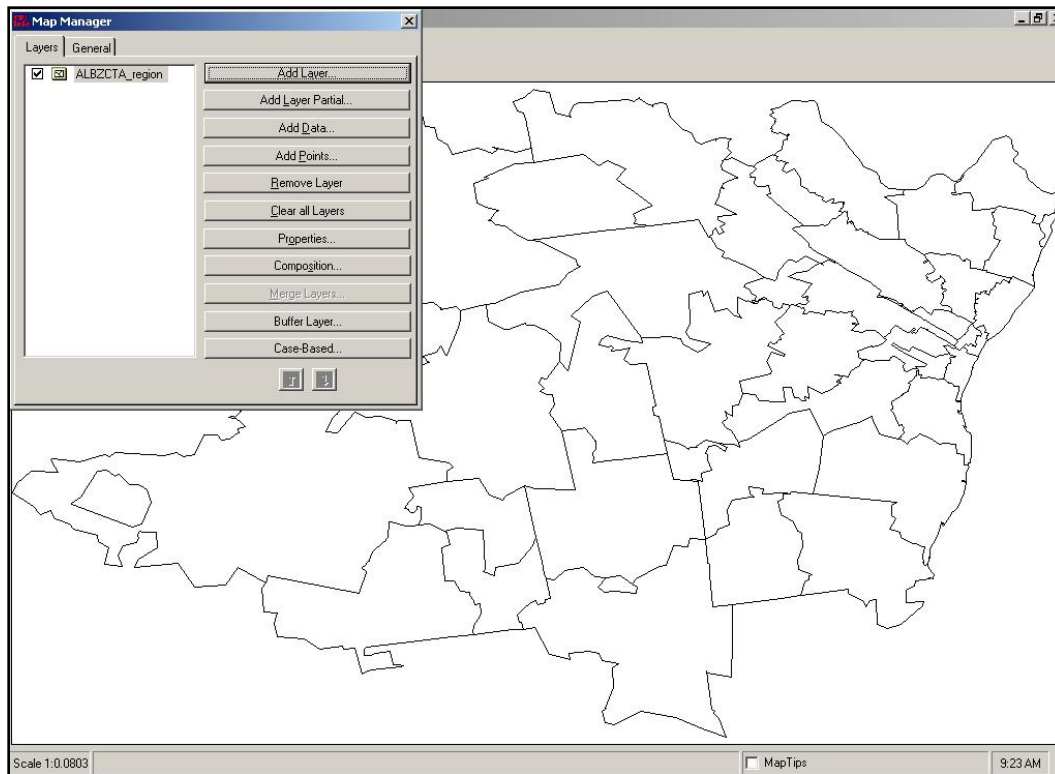 Map Manager
Layers General
ALBZCTA_region
Add Layer...
Add Layer Partial...
Add Data...
Add Points...
Remove Layer
Clear all Layers
Properties...
Composition...
Merge Layers...
Buffer Layer...
Case-Based...
Scale 1:0.0803 MapTips 9:23 AM